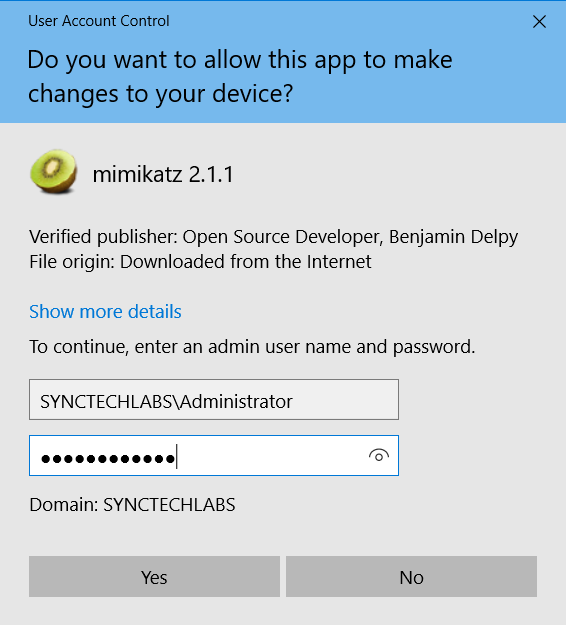 User Account Control
Do you want to allow this app to make
changes to your device?
mimikatz 2.1.1
Verified publisher: Open Source Developer, Benjamin Delpy
File origin: Downloaded from the Internet
Show more details
To continue, enter an admin user name and password.
SYNCTECHLABS\Administrator
●●●●●●●●●●●●
Domain: SYNCTECHLABS
Yes
No